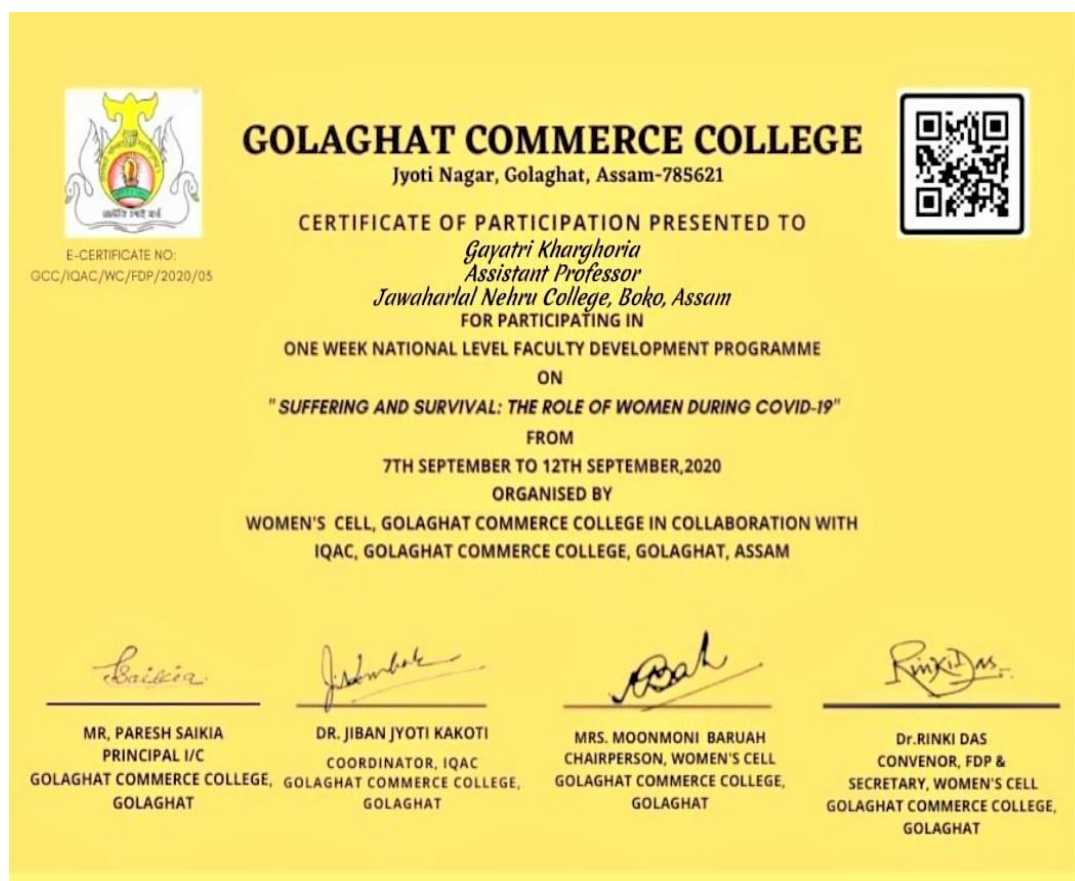 GOLAGHAT COMMERCE COLLEGE
Jyoti Nagar, Golaghat, Assam-785621
E-CERTIFICATE NO:
GCC/IQAC/WC/FDP/2020/05
CERTIFICATE OF PARTICIPATION PRESENTED TO
Gayatri Kharghoria
Assistant Professor
Jawaharlal Nehru College, Boko, Assam
FOR PARTICIPATING IN
ONE WEEK NATIONAL LEVEL FACULTY DEVELOPMENT PROGRAMME
ON
" SUFFERING AND SURVIVAL: THE ROLE OF WOMEN DURING COVID-19"
FROM
7TH SEPTEMBER TO 12TH SEPTEMBER,2020
ORGANISED BY
WOMEN'S CELL, GOLAGHAT COMMERCE COLLEGE IN COLLABORATION WITH
IQAC, GOLAGHAT COMMERCE COLLEGE, GOLAGHAT, ASSAM
Saikia
MR, PARESH SAIKIA
PRINCIPAL I/C
GOLAGHAT COMMERCE COLLEGE,
GOLAGHAT
DR. JIBAN JYOTI KAKOTI
COORDINATOR, IQAC
GOLAGHAT COMMERCE COLLEGE,
GOLAGHAT
MRS. MOONMONI BARUAH
CHAIRPERSON, WOMEN'S CELL
GOLAGHAT COMMERCE COLLEGE,
GOLAGHAT
Rinki Das
Dr.RINKI DAS
CONVENOR, FDP &
SECRETARY, WOMEN'S CELL
GOLAGHAT COMMERCE COLLEGE,
GOLAGHAT